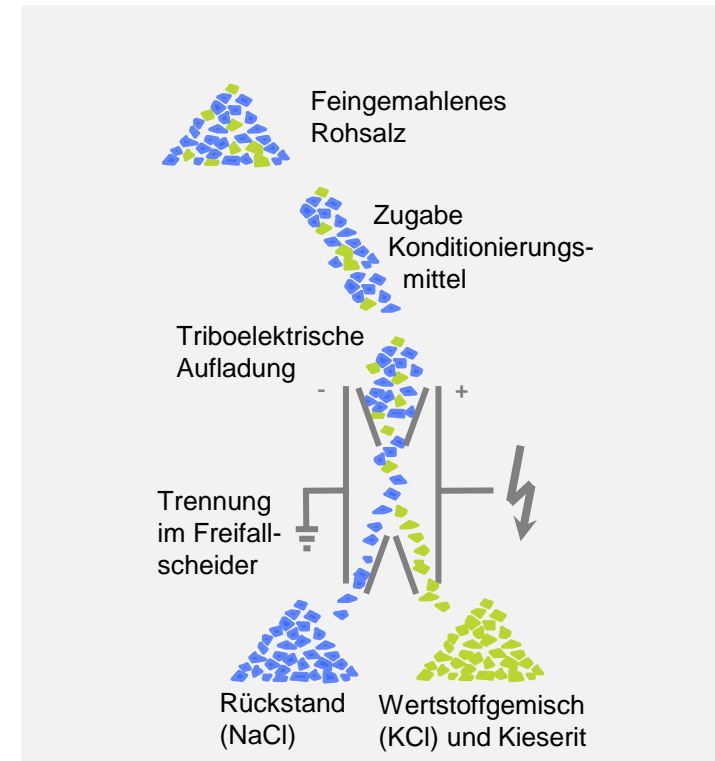 Feingemahlenes
Rohsalz
Zugabe
Konditionierungs-
mittel
Triboelektrische
Aufladung
-
+
Trennung
im Freifall-
scheider
Rückstand
(NaCl)
Wertstoffgemisch
(KCl) und Kieserit